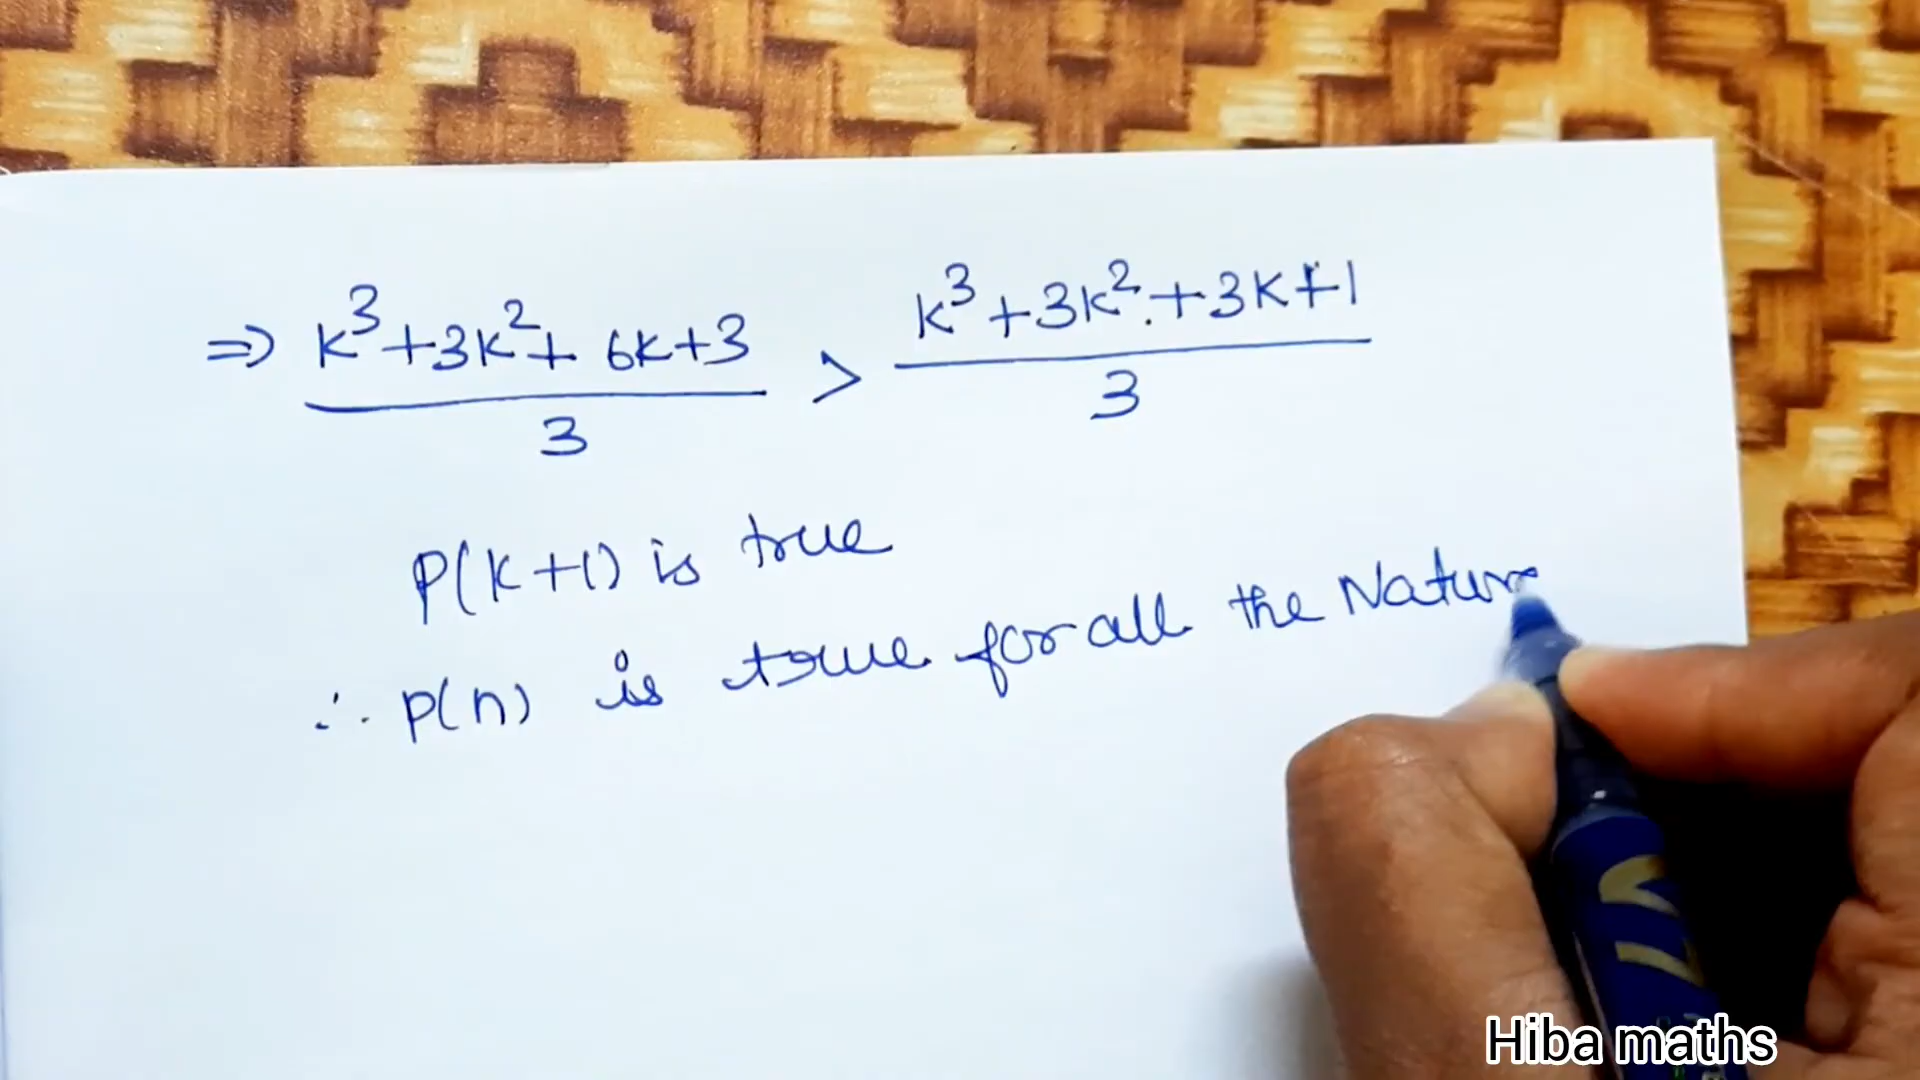 ⇒ k³+3k²+6k+3 / 3 > k³+3k²+3k+1 / 3
P(k+1) is true
∴ P(n) is true for all the Natur
V7
Hiba maths